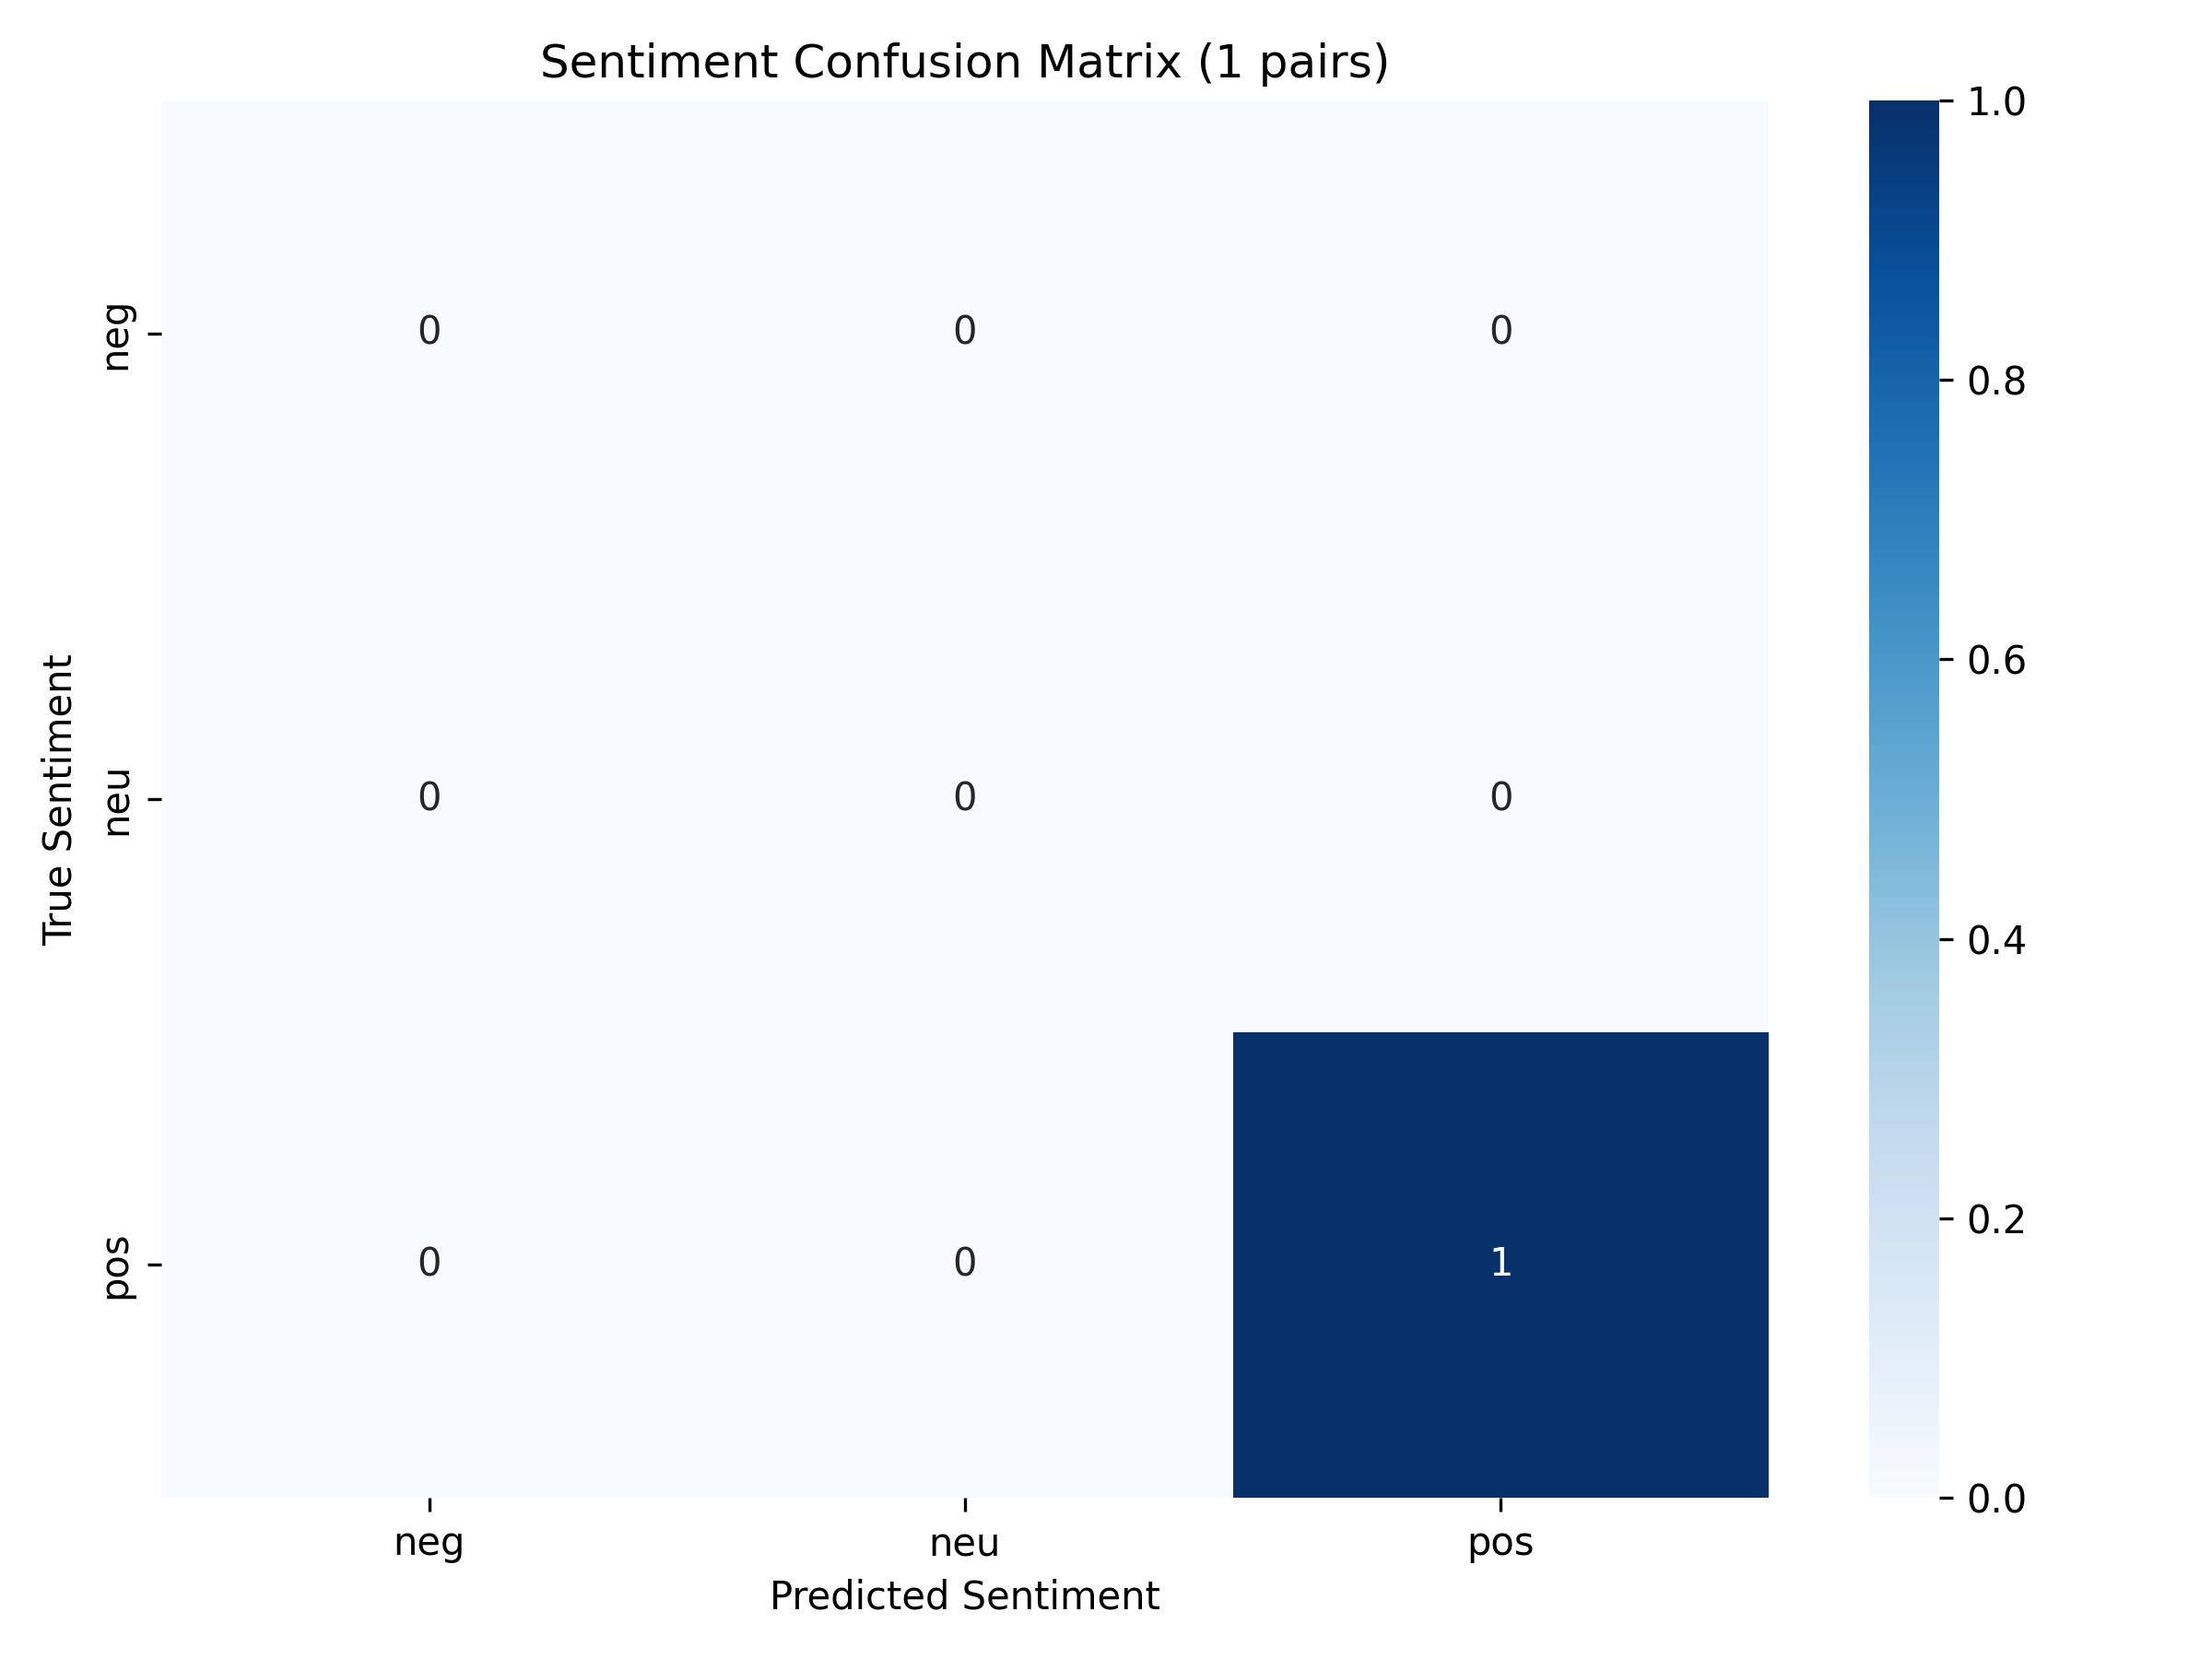 Sentiment Confusion Matrix (1 pairs)
True Sentiment
neg 0 0 0
neu 0 0 0
pos 0 0 1
neg neu pos
Predicted Sentiment
1.0
0.8
0.6
0.4
0.2
0.0